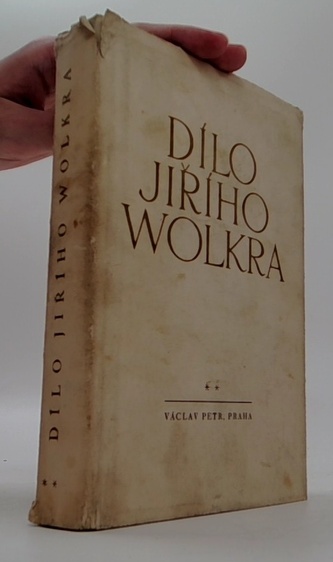 DÍLO
JIŘÍHO
WOLKRA
**
VÁCLAV PETR, PRAHA
** DÍLO JIŘÍHO WOLKRA